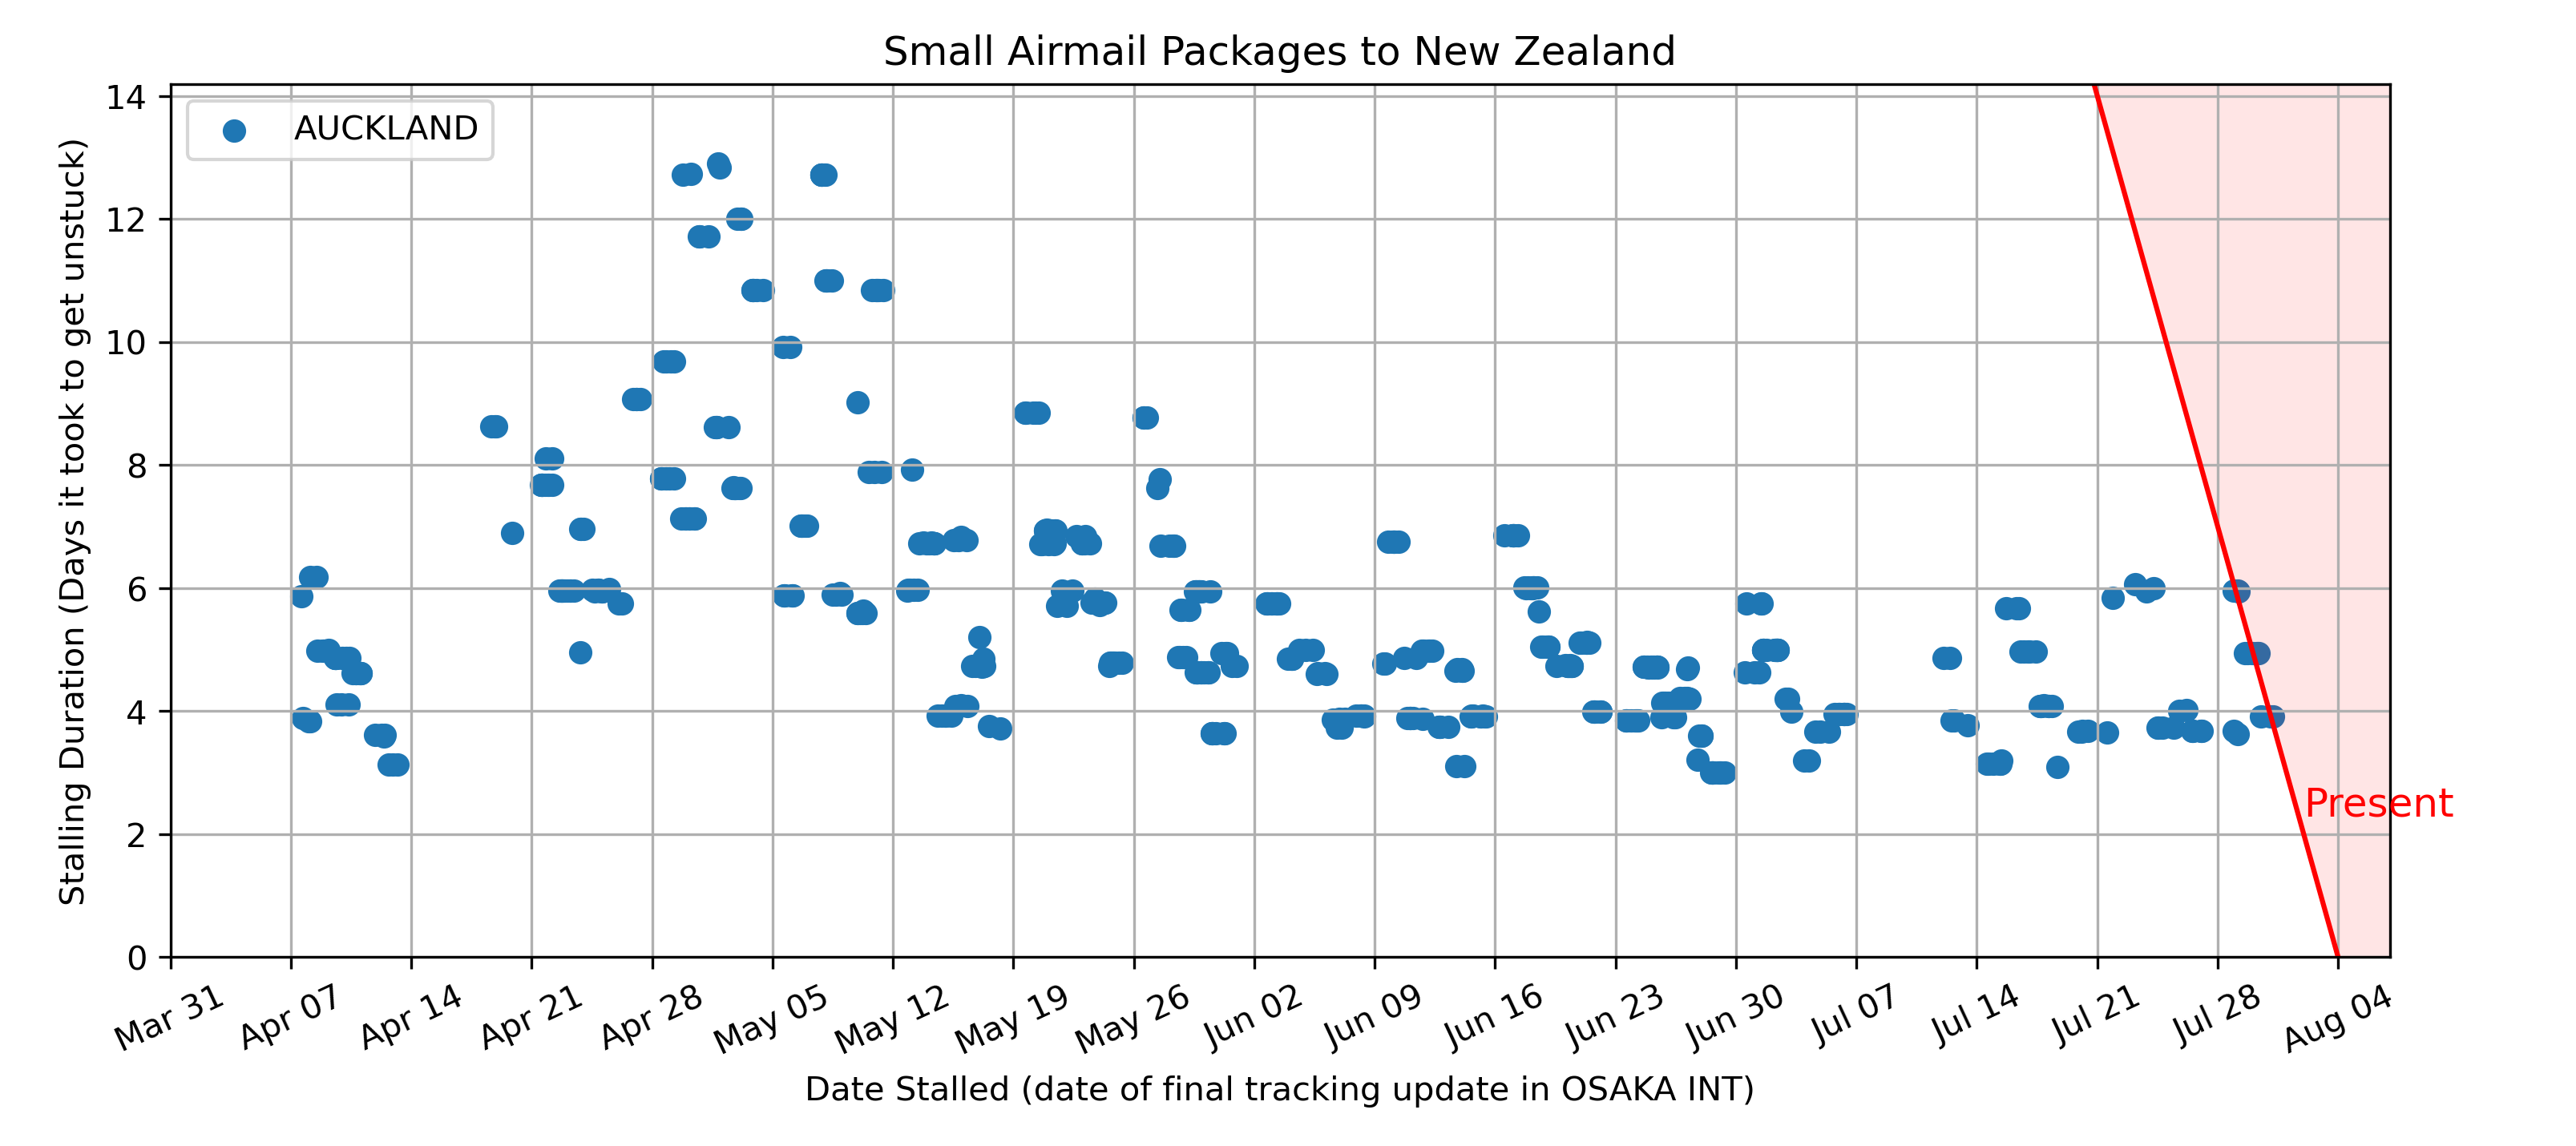 Small Airmail Packages to New Zealand
AUCKLAND
Stalling Duration (Days it took to get unstuck)
14
12
10
8
6
4
2
0
Present
Mar 31
Apr 07
Apr 14
Apr 21
Apr 28
May 05
May 12
May 19
May 26
Jun 02
Jun 09
Jun 16
Jun 23
Jun 30
Jul 07
Jul 14
Jul 21
Jul 28
Aug 04
Date Stalled (date of final tracking update in OSAKA INT)